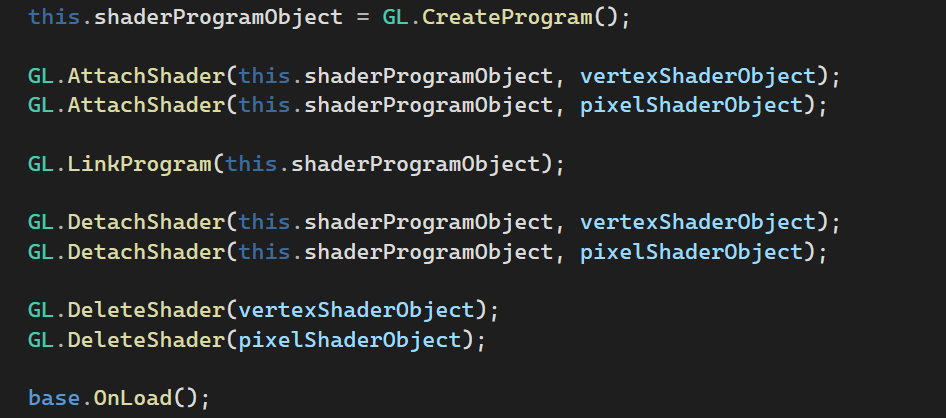 this.shaderProgramObject = GL.CreateProgram();
GL.AttachShader(this.shaderProgramObject, vertexShaderObject);
GL.AttachShader(this.shaderProgramObject, pixelShaderObject);
GL.LinkProgram(this.shaderProgramObject);
GL.DetachShader(this.shaderProgramObject, vertexShaderObject);
GL.DetachShader(this.shaderProgramObject, pixelShaderObject);
GL.DeleteShader(vertexShaderObject);
GL.DeleteShader(pixelShaderObject);
base.OnLoad();